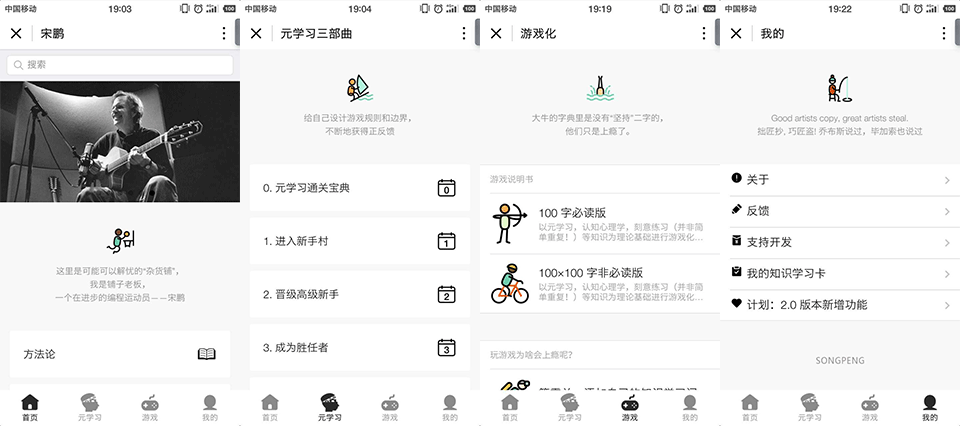 中国移动
19:03
100
宋鹏
搜索
这里是可能可以解忧的“杂货铺”,
我是铺子老板,
一个在进步的编程运动员——宋鹏
方法论
首页
元学习
游戏
我的
中国移动
19:04
100
元学习三部曲
给自己设计游戏规则和边界,
不断地获得正反馈
0. 元学习通关宝典
0
1. 进入新手村
1
2. 晋级高级新手
2
3. 成为胜任者
3
首页
元学习
游戏
我的
中国移动
19:19
100
游戏化
大牛的字典里是没有“坚持”二字的,
他们只是上瘾了。
游戏说明书
100 字必读版
以元学习，认知心理学，刻意练习（并非简
单重复！）等知识为理论基础进行游戏化...
100×100 字非必读版
以元学习，认知心理学，刻意练习（并非简
单重复！）等知识为理论基础进行游戏化...
玩游戏为啥会上瘾呢?
首页
元学习
游戏
我的
中国移动
19:22
100
我的
Good artists copy, great artists steal.
拙匠抄, 巧匠盗! 乔布斯说过，毕加索也说过
关于
反馈
支持开发
我的知识学习卡
计划：2.0 版本新增功能
SONGPENG
首页
元学习
游戏
我的